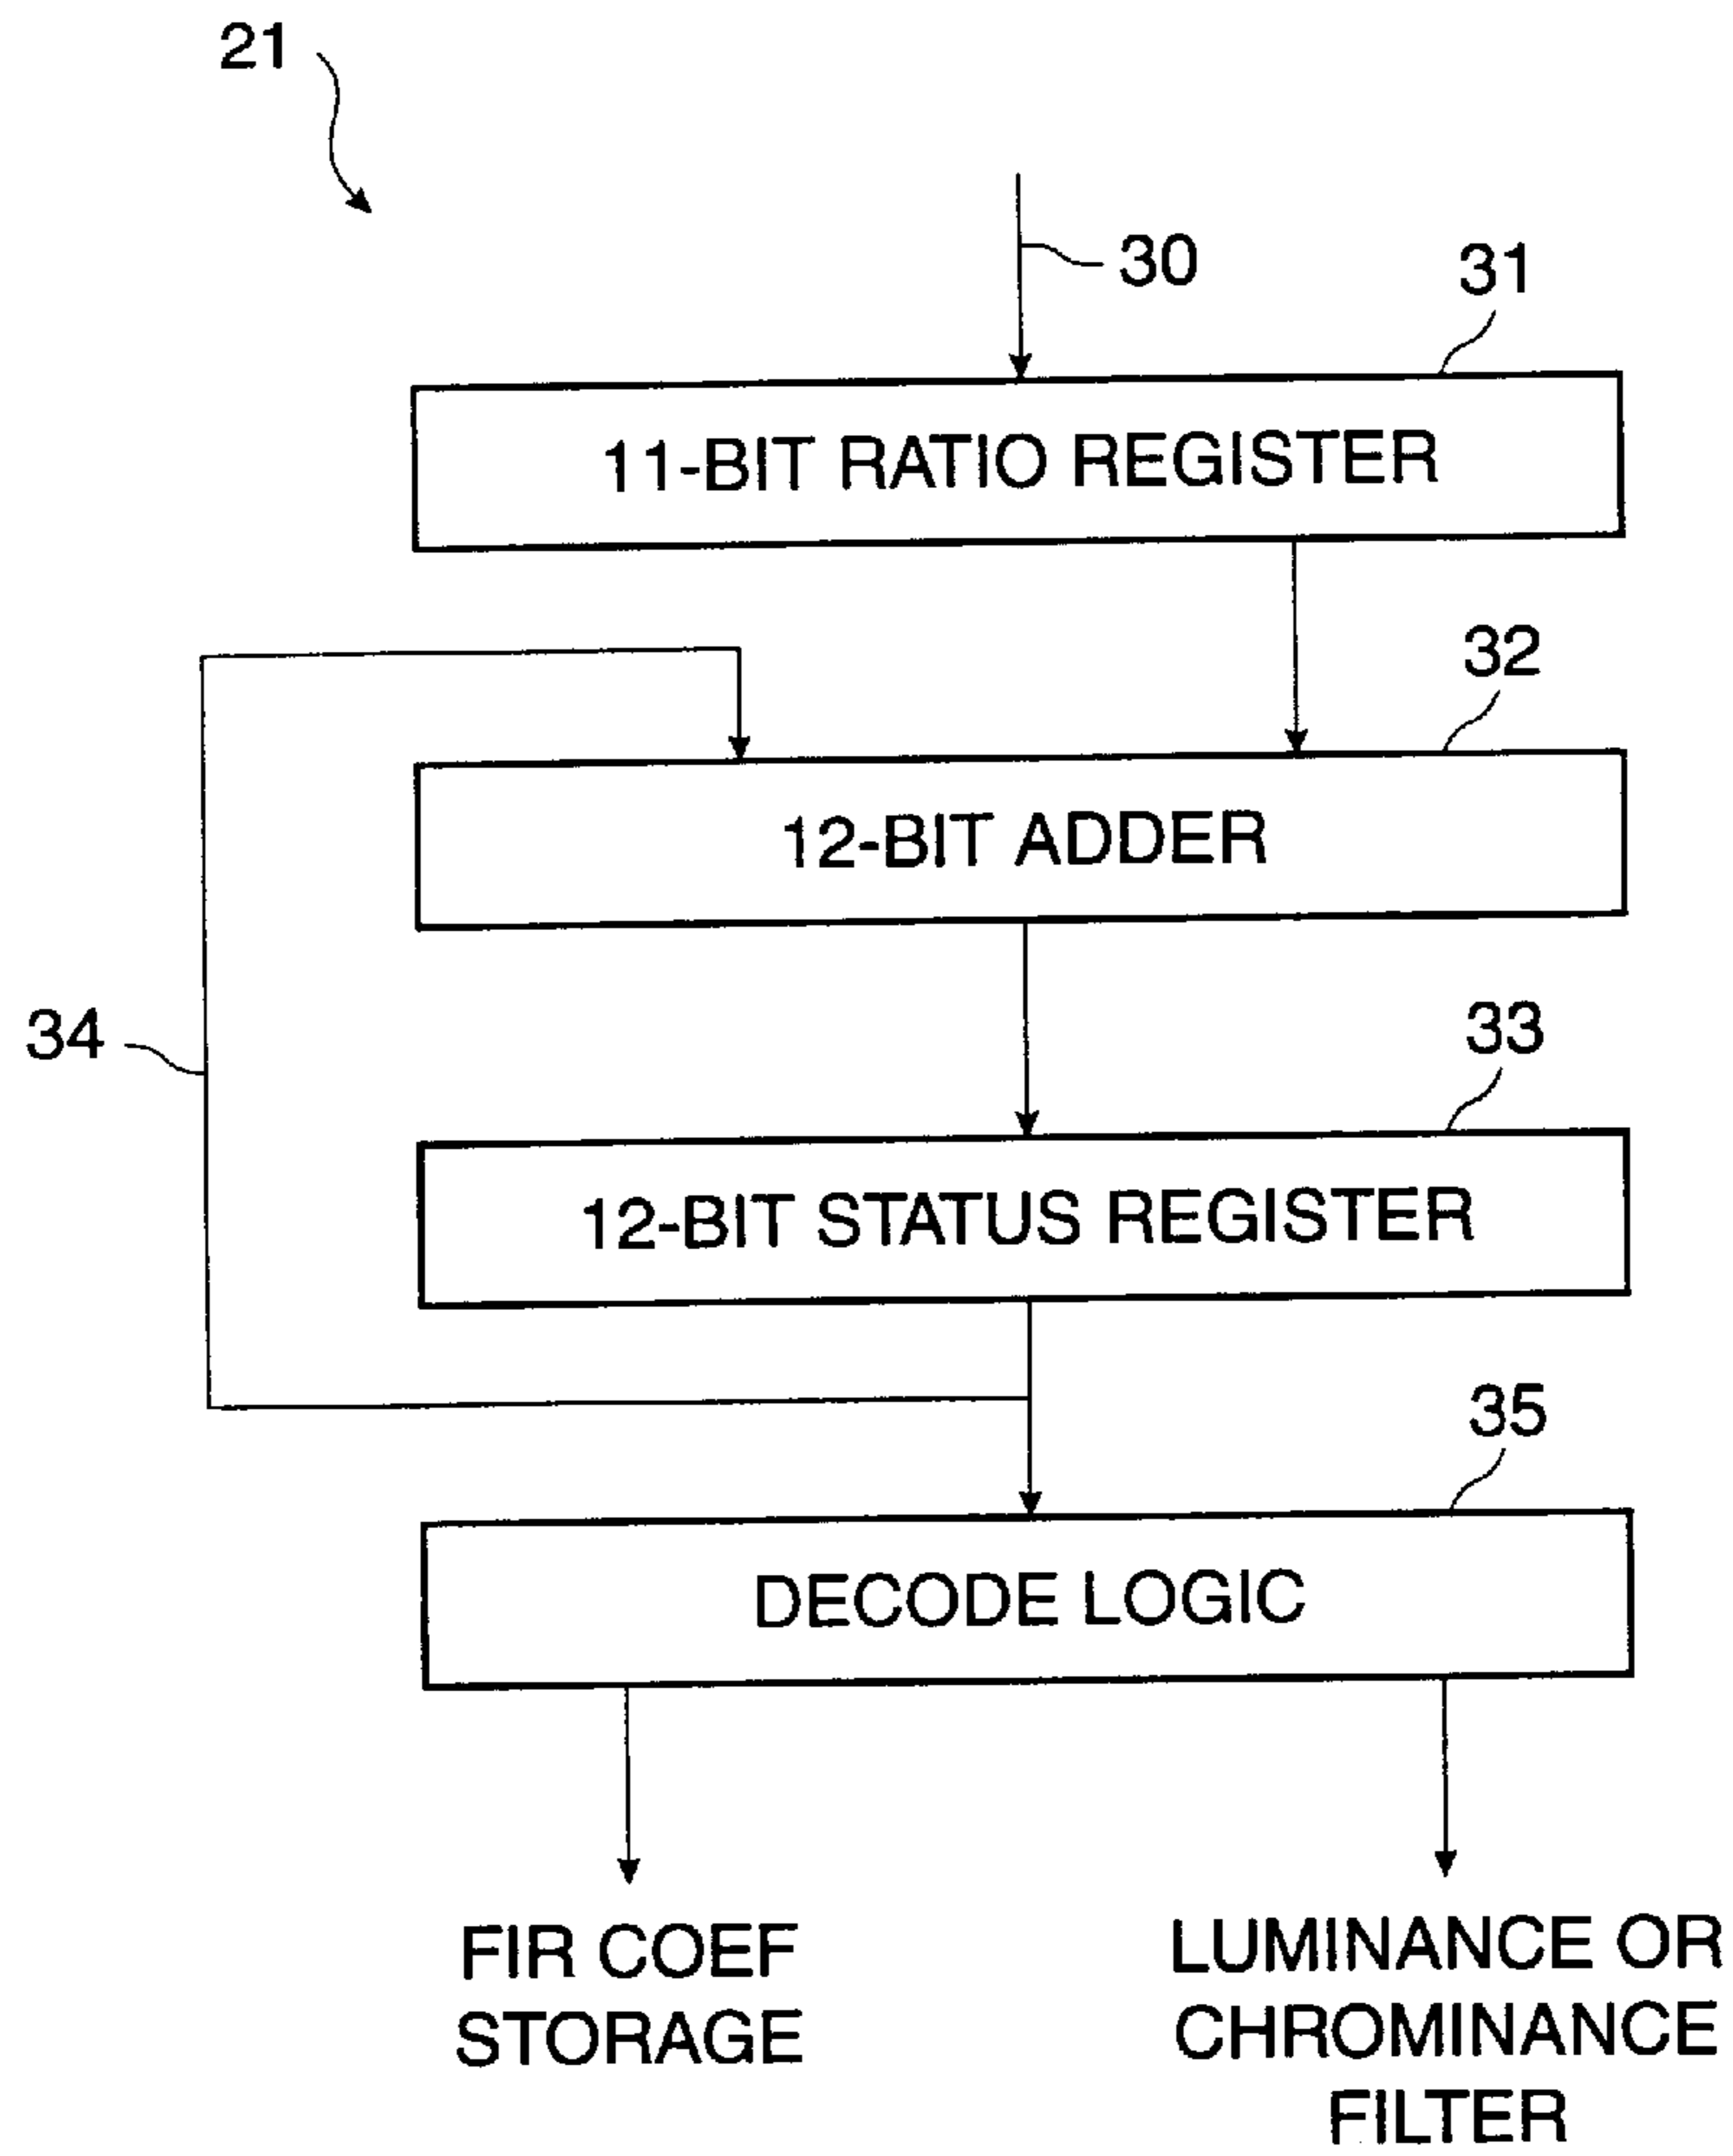 21
30
31
11-BIT RATIO REGISTER
32
12-BIT ADDER
34
33
12-BIT STATUS REGISTER
35
DECODE LOGIC
FIR COEF
STORAGE
LUMINANCE OR
CHROMINANCE
FILTER